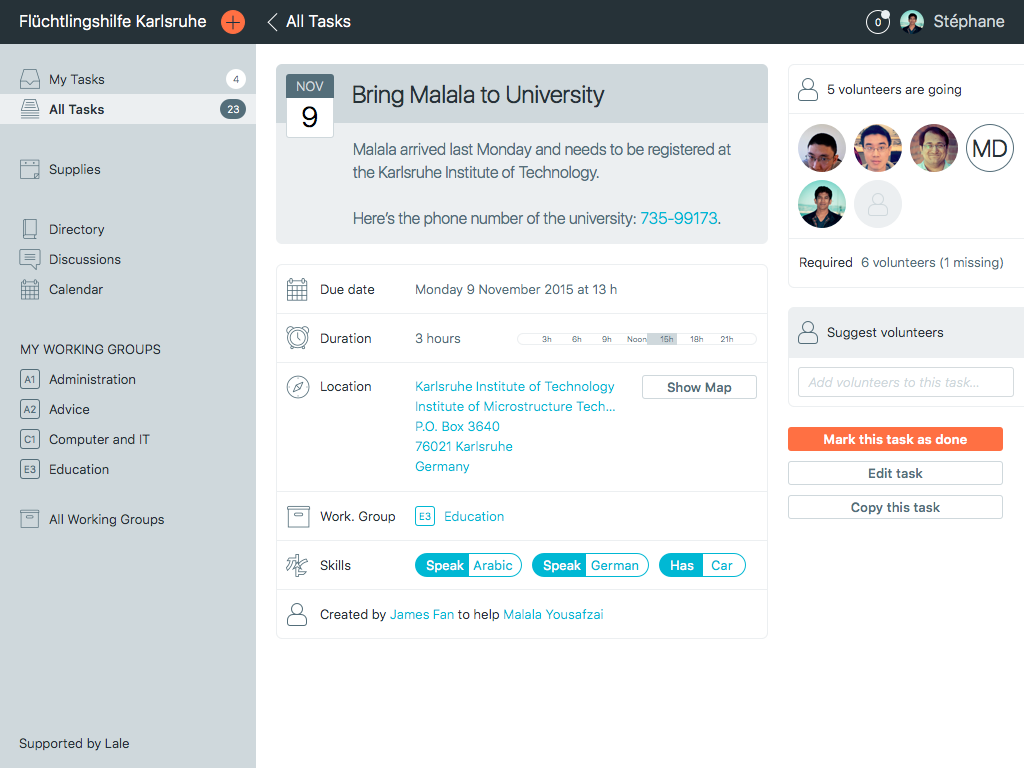 Flüchtlingshilfe Karlsruhe
All Tasks
0
Stéphane
My Tasks
4
All Tasks
23
Supplies
Directory
Discussions
Calendar
MY WORKING GROUPS
A1 Administration
A2 Advice
C1 Computer and IT
E3 Education
All Working Groups
Supported by Lale
NOV
9
Bring Malala to University
Malala arrived last Monday and needs to be registered at
the Karlsruhe Institute of Technology.
Here's the phone number of the university: 735-99173.
Due date
Monday 9 November 2015 at 13 h
Duration
3 hours
3h 6h 9h Noon 15h 18h 21h
Location
Karlsruhe Institute of Technology
Institute of Microstructure Tech...
P.O. Box 3640
76021 Karlsruhe
Germany
Show Map
Work. Group
E3 Education
Skills
Speak Arabic
Speak German
Has Car
Created by James Fan to help Malala Yousafzai
5 volunteers are going
MD
Required 6 volunteers (1 missing)
Suggest volunteers
Add volunteers to this task...
Mark this task as done
Edit task
Copy this task